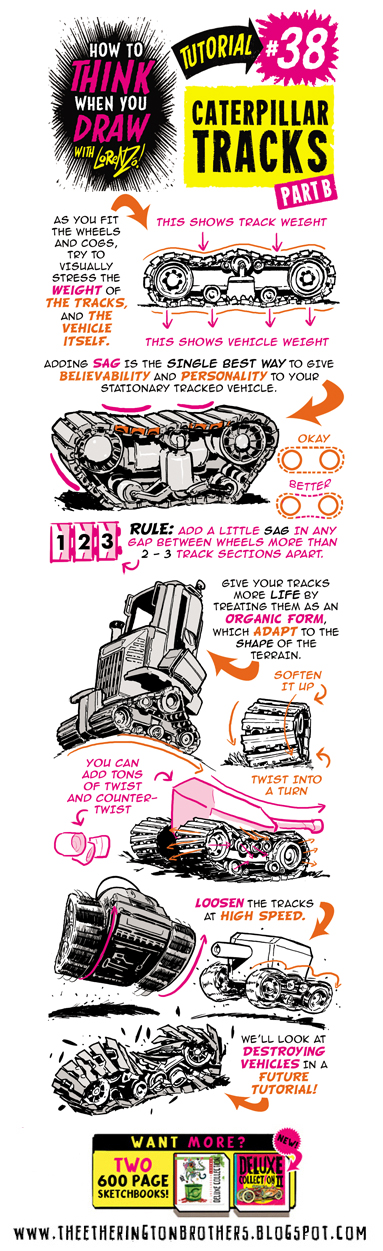 HOW TO
THINK
WHEN YOU
DRAW
WITH LORENZO!
TUTORIAL
#38
CATERPILLAR
TRACKS
PART B
AS YOU FIT
THE WHEELS
AND COGS,
TRY TO
VISUALLY
STRESS THE
WEIGHT OF
THE TRACKS,
AND THE
VEHICLE
ITSELF.
THIS SHOWS TRACK WEIGHT
THIS SHOWS VEHICLE WEIGHT
ADDING SAG IS THE SINGLE BEST WAY TO GIVE
BELIEVABILITY AND PERSONALITY TO YOUR
STATIONARY TRACKED VEHICLE.
OKAY
BETTER
1 2 3
RULE: ADD A LITTLE SAG IN ANY
GAP BETWEEN WHEELS MORE THAN
2 - 3 TRACK SECTIONS APART.
GIVE YOUR TRACKS
MORE LIFE BY
TREATING THEM AS AN
ORGANIC FORM,
WHICH ADAPT TO THE
SHAPE OF THE
TERRAIN.
SOFTEN
IT UP
TWIST INTO
A TURN
YOU CAN
ADD TONS
OF TWIST
AND COUNTER-
TWIST
LOOSEN THE TRACKS
AT HIGH SPEED.
WE'LL LOOK AT
DESTROYING
VEHICLES IN A
FUTURE
TUTORIAL!
WANT MORE?
NEW!
TWO
600 PAGE
SKETCHBOOKS!
DELUXE COLLECTION
DELUXE
COLLECTION II
WWW.THEETHERINGTONBROTHERS.BLOGSPOT.COM